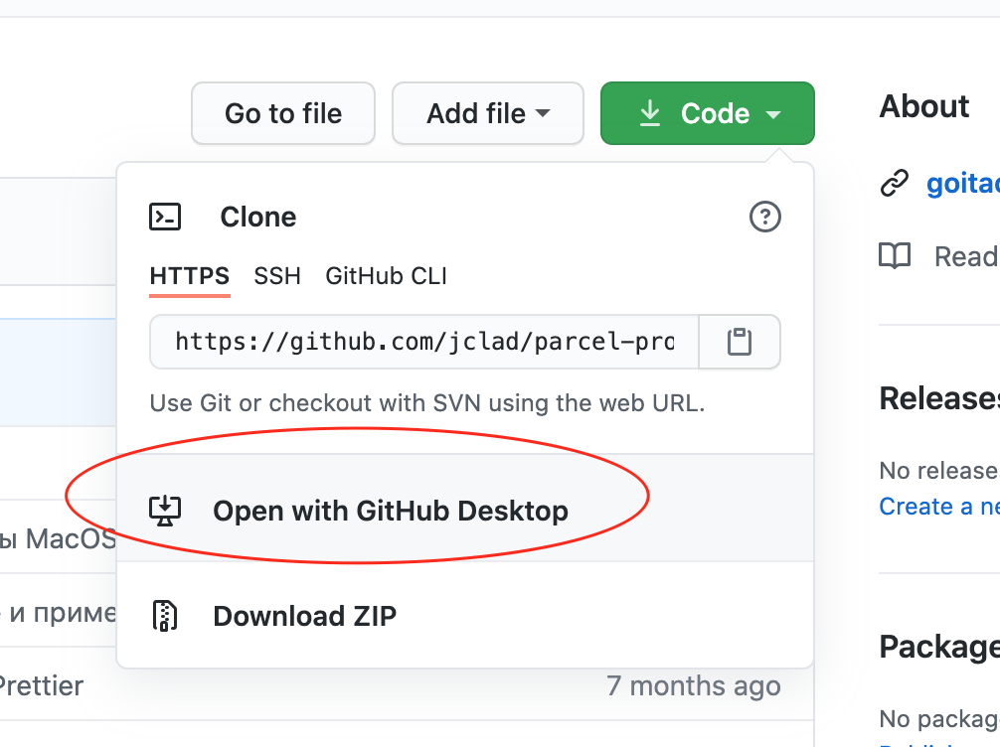 Go to file
Add file
Code
About
Clone
HTTPS SSH GitHub CLI
https://github.com/jclad/parcel-pro
Use Git or checkout with SVN using the web URL.
Open with GitHub Desktop
Download ZIP
ы MacOS
и приме
Prettier
7 months ago
goitac
Read
Releases
No release
Create a ne
Package
No packag